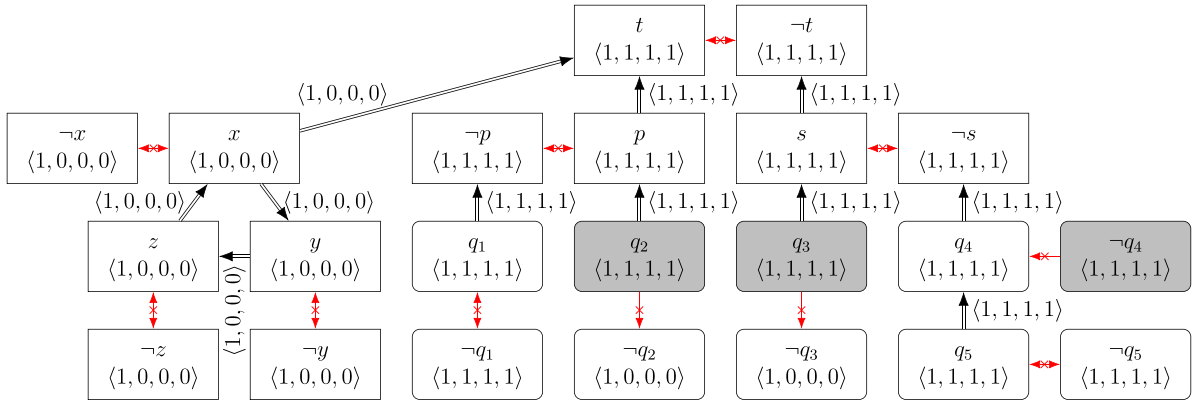 t
⟨1, 1, 1, 1⟩
¬t
⟨1, 1, 1, 1⟩
⟨1, 0, 0, 0⟩
⟨1, 1, 1, 1⟩
⟨1, 1, 1, 1⟩
¬x
⟨1, 0, 0, 0⟩
x
⟨1, 0, 0, 0⟩
¬p
⟨1, 1, 1, 1⟩
p
⟨1, 1, 1, 1⟩
s
⟨1, 1, 1, 1⟩
¬s
⟨1, 1, 1, 1⟩
⟨1, 0, 0, 0⟩
⟨1, 0, 0, 0⟩
⟨1, 1, 1, 1⟩
⟨1, 1, 1, 1⟩
⟨1, 1, 1, 1⟩
⟨1, 1, 1, 1⟩
z
⟨1, 0, 0, 0⟩
y
⟨1, 0, 0, 0⟩
q₁
⟨1, 1, 1, 1⟩
q₂
⟨1, 1, 1, 1⟩
q₃
⟨1, 1, 1, 1⟩
q₄
⟨1, 1, 1, 1⟩
¬q₄
⟨1, 1, 1, 1⟩
⟨1, 0, 0, 0⟩
⟨1, 1, 1, 1⟩
¬z
⟨1, 0, 0, 0⟩
¬y
⟨1, 0, 0, 0⟩
¬q₁
⟨1, 1, 1, 1⟩
¬q₂
⟨1, 0, 0, 0⟩
¬q₃
⟨1, 0, 0, 0⟩
q₅
⟨1, 1, 1, 1⟩
¬q₅
⟨1, 1, 1, 1⟩